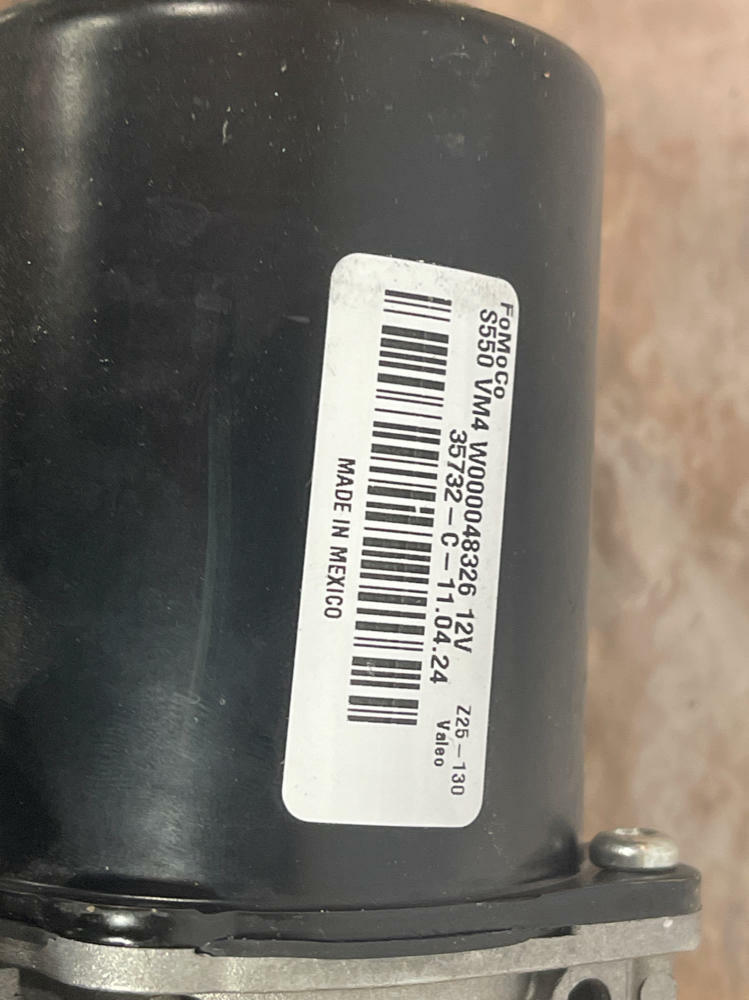 FoMoCo
S550 VM4 W000048326 12V Z25-130
35732-C-11.04.24 Valeo
MADE IN MEXICO